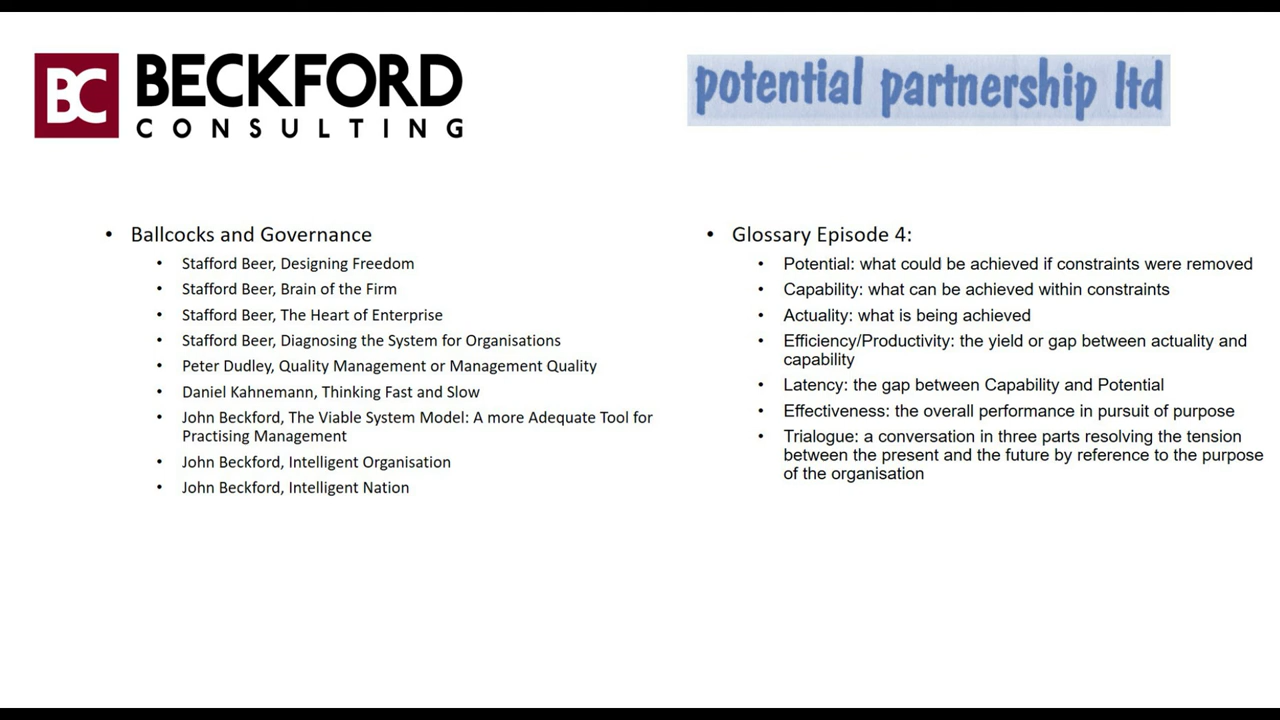 BC BECKFORD
CONSULTING
potential partnership ltd
• Ballcocks and Governance
• Stafford Beer, Designing Freedom
• Stafford Beer, Brain of the Firm
• Stafford Beer, The Heart of Enterprise
• Stafford Beer, Diagnosing the System for Organisations
• Peter Dudley, Quality Management or Management Quality
• Daniel Kahnemann, Thinking Fast and Slow
• John Beckford, The Viable System Model: A more Adequate Tool for
Practising Management
• John Beckford, Intelligent Organisation
• John Beckford, Intelligent Nation
• Glossary Episode 4:
• Potential: what could be achieved if constraints were removed
• Capability: what can be achieved within constraints
• Actuality: what is being achieved
• Efficiency/Productivity: the yield or gap between actuality and
capability
• Latency: the gap between Capability and Potential
• Effectiveness: the overall performance in pursuit of purpose
• Trialogue: a conversation in three parts resolving the tension
between the present and the future by reference to the purpose
of the organisation